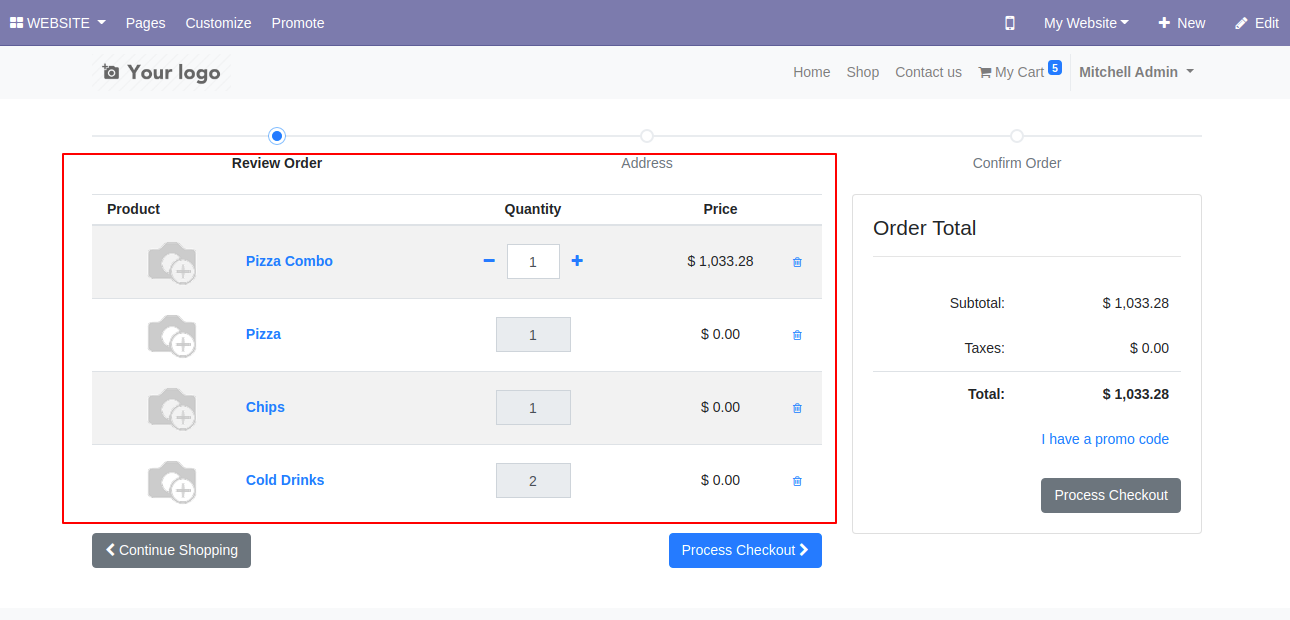 WEBSITE Pages Customize Promote My Website New Edit
Your logo Home Shop Contact us My Cart 5 Mitchell Admin
Review Order Address Confirm Order
Product Quantity Price
Pizza Combo 1 $ 1,033.28
Pizza 1 $ 0.00
Chips 1 $ 0.00
Cold Drinks 2 $ 0.00
Continue Shopping Process Checkout
Order Total
Subtotal: $ 1,033.28
Taxes: $ 0.00
Total: $ 1,033.28
I have a promo code
Process Checkout